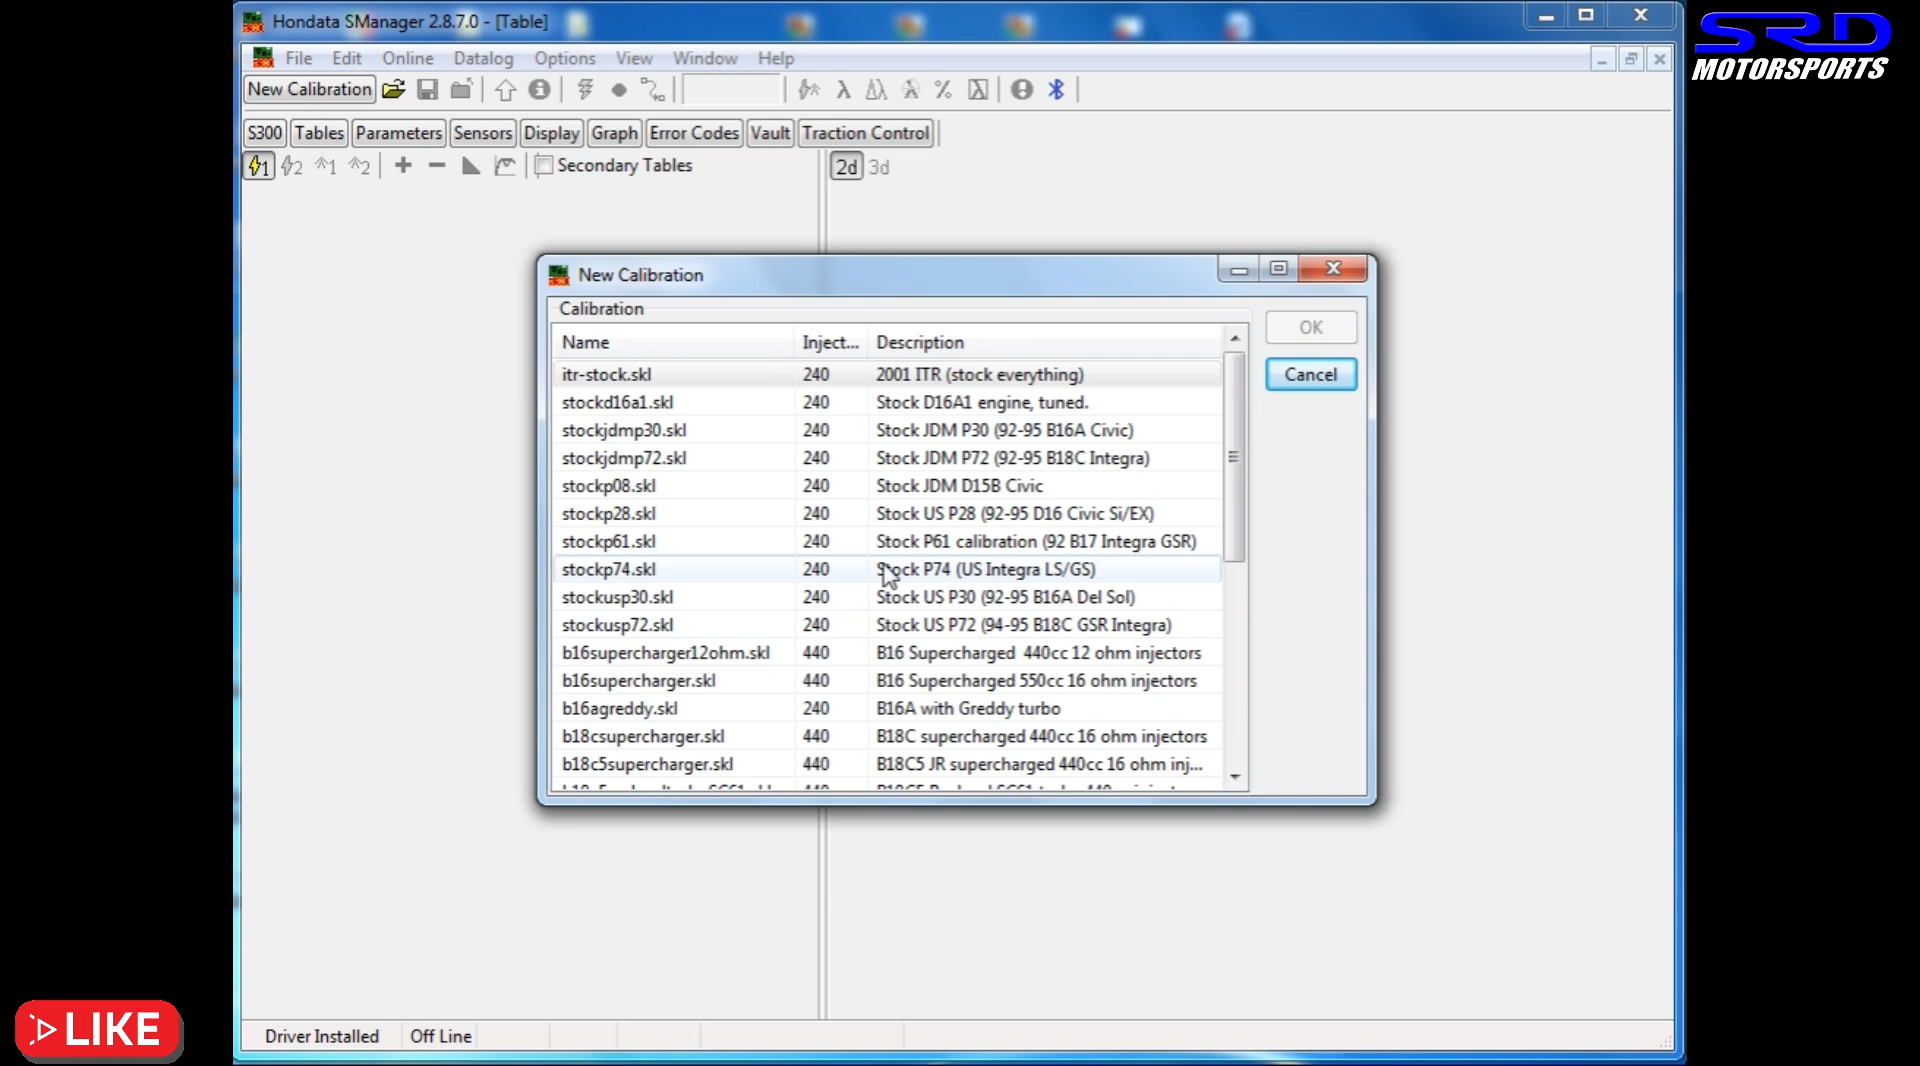 Hondata SManager 2.8.7.0 - [Table]
SRD
MOTORSPORTS
File Edit Online Datalog Options View Window Help
New Calibration
S300 Tables Parameters Sensors Display Graph Error Codes Vault Traction Control
1 2 1 2 Secondary Tables 2d 3d
New Calibration
Calibration
OK
Name Inject... Description
itr-stock.skl 240 2001 ITR (stock everything)
Cancel
stockd16a1.skl 240 Stock D16A1 engine, tuned.
stockjdmp30.skl 240 Stock JDM P30 (92-95 B16A Civic)
stockjdmp72.skl 240 Stock JDM P72 (92-95 B18C Integra)
stockp08.skl 240 Stock JDM D15B Civic
stockp28.skl 240 Stock US P28 (92-95 D16 Civic Si/EX)
stockp61.skl 240 Stock P61 calibration (92 B17 Integra GSR)
stockp74.skl 240 Stock P74 (US Integra LS/GS)
stockusp30.skl 240 Stock US P30 (92-95 B16A Del Sol)
stockusp72.skl 240 Stock US P72 (94-95 B18C GSR Integra)
b16supercharger12ohm.skl 440 B16 Supercharged 440cc 12 ohm injectors
b16supercharger.skl 440 B16 Supercharged 550cc 16 ohm injectors
b16agreddy.skl 240 B16A with Greddy turbo
b18csupercharger.skl 440 B18C supercharged 440cc 16 ohm injectors
b18c5supercharger.skl 440 B18C5 JR supercharged 440cc 16 ohm inj...
LIKE
Driver Installed Off Line